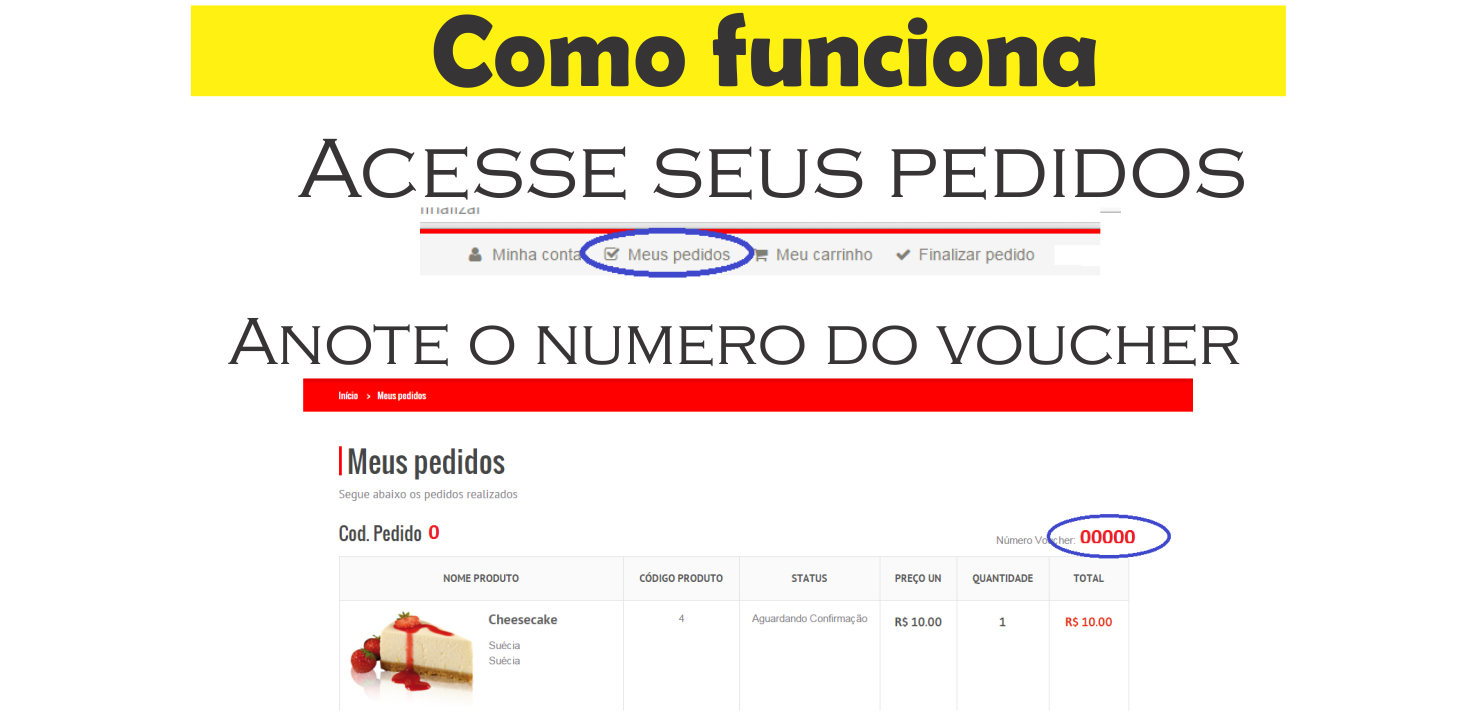 Como funciona
ACESSE SEUS PEDIDOS
finalizar
Minha conta Meus pedidos Meu carrinho Finalizar pedido
ANOTE O NUMERO DO VOUCHER
Início > Meus pedidos
Meus pedidos
Segue abaixo os pedidos realizados
Cod. Pedido 0
Número Voucher: 00000
NOME PRODUTO CÓDIGO PRODUTO STATUS PREÇO UN QUANTIDADE TOTAL
Cheesecake 4 Aguardando Confirmação R$ 10.00 1 R$ 10.00
Suécia
Suécia